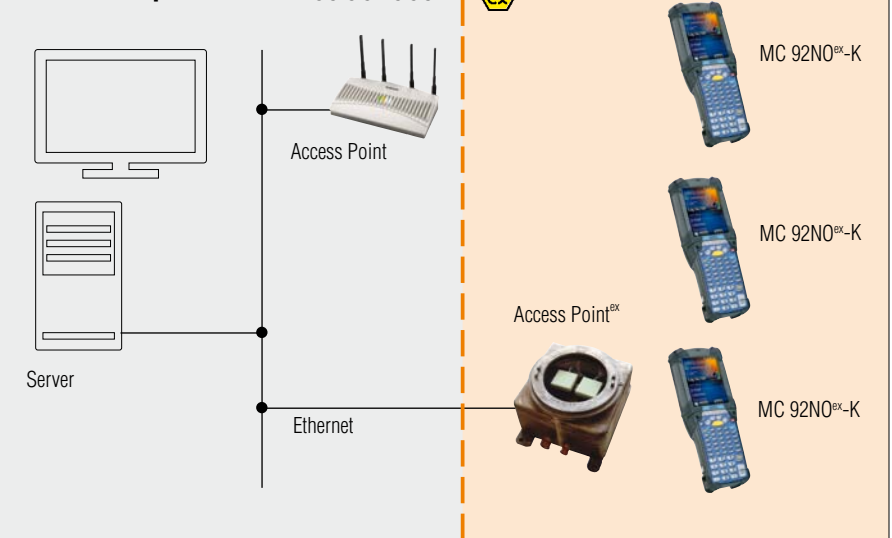 MC 92NOᵉˣ-K
Access Point
MC 92NOᵉˣ-K
Access Pointᵉˣ
Server
MC 92NOᵉˣ-K
Ethernet